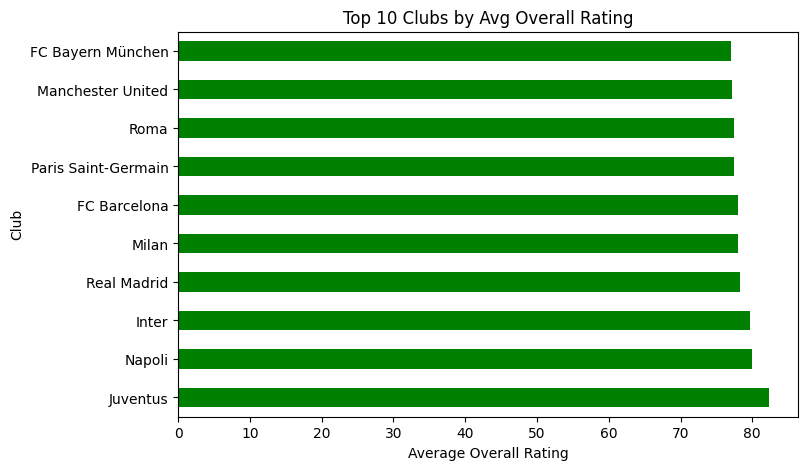 Top 10 Clubs by Avg Overall Rating
Club
FC Bayern München
Manchester United
Roma
Paris Saint-Germain
FC Barcelona
Milan
Real Madrid
Inter
Napoli
Juventus
0 10 20 30 40 50 60 70 80
Average Overall Rating